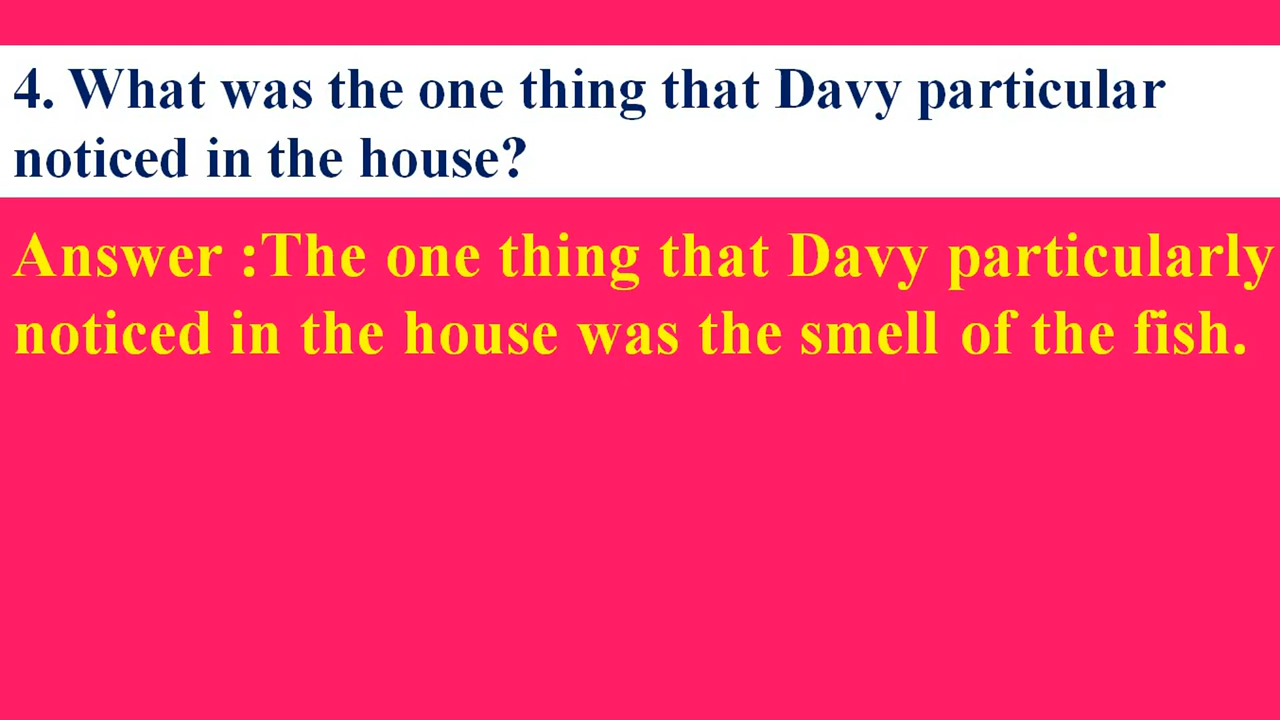 4. What was the one thing that Davy particular
noticed in the house?
Answer :The one thing that Davy particularly
noticed in the house was the smell of the fish.